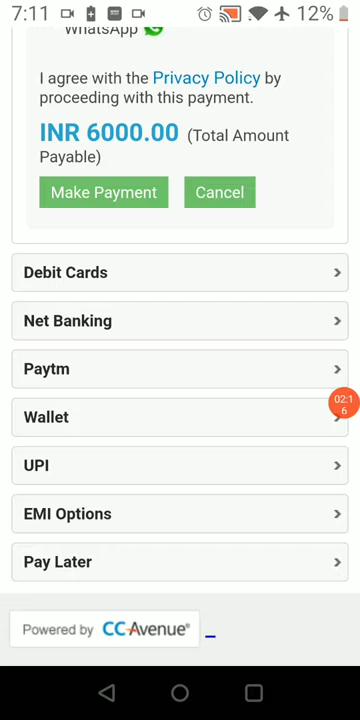 7:11 12%
WhatsApp
I agree with the Privacy Policy by
proceeding with this payment.
INR 6000.00 (Total Amount
Payable)
Make Payment Cancel
Debit Cards
Net Banking
Paytm
02:1
6
Wallet
UPI
EMI Options
Pay Later
Powered by CCAvenue®